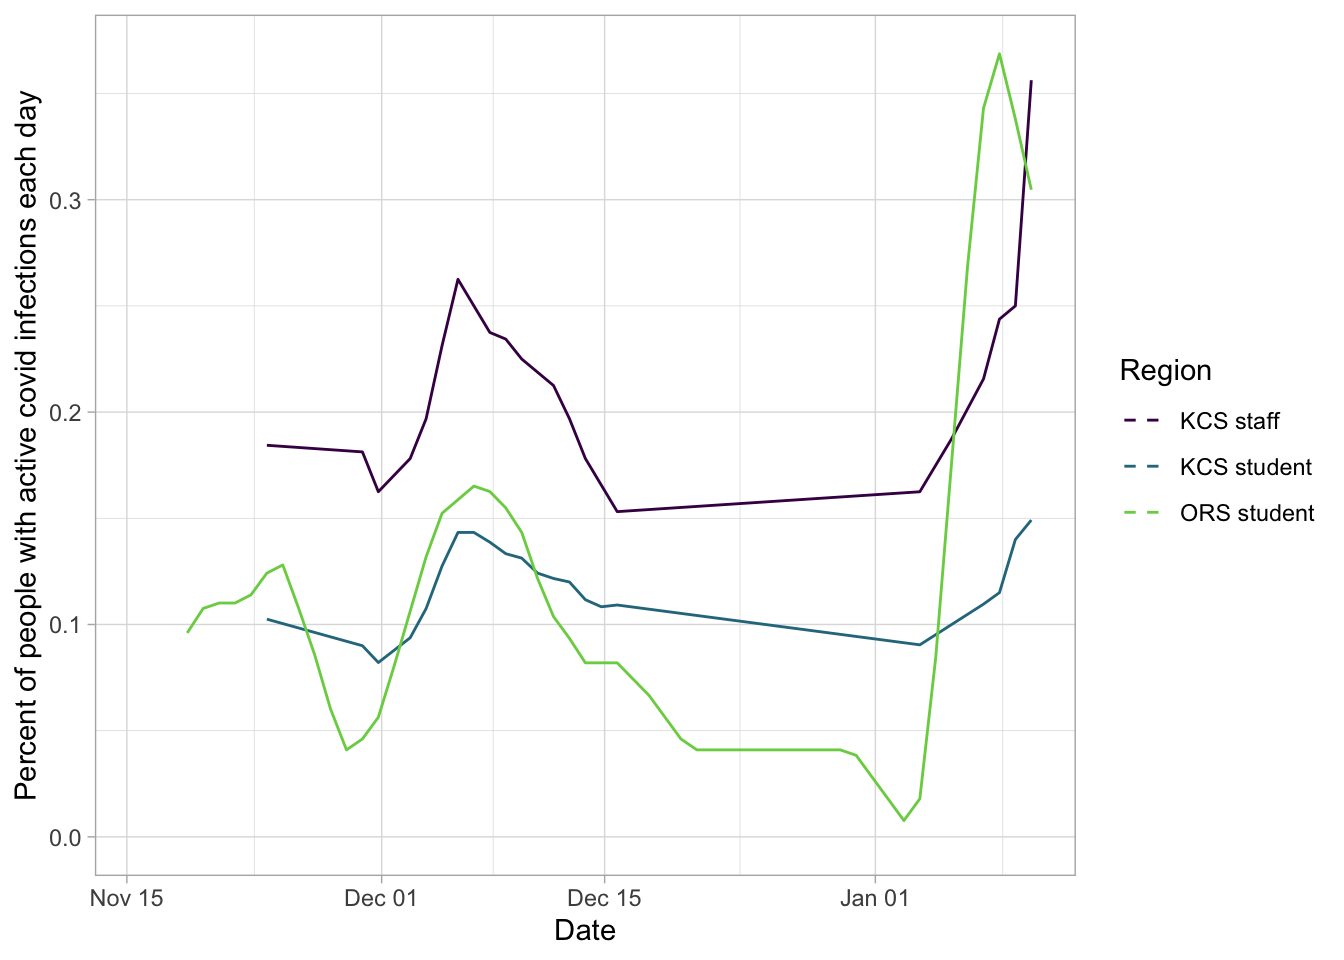 Percent of people with active covid infections each day
0.3
0.2
0.1
0.0
Nov 15
Dec 01
Dec 15
Jan 01
Date
Region
KCS staff
KCS student
ORS student